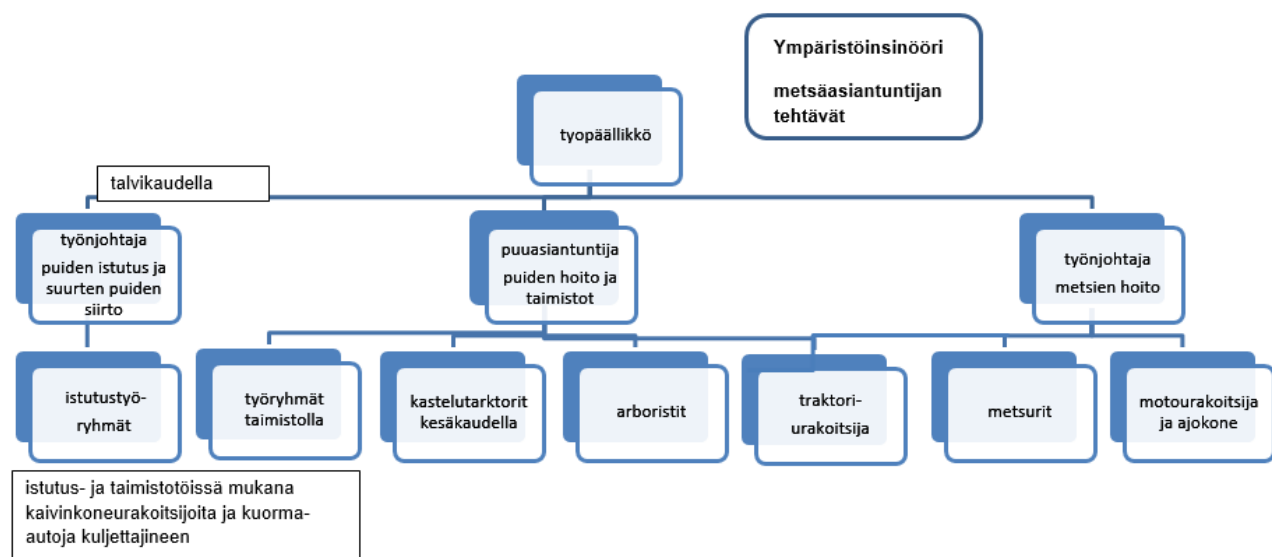 Ympäristöinsinööri
metsäasiantuntijan
tehtävät
työpäällikkö
talvikaudella
työnjohtaja
puiden istutus ja
suurten puiden
siirto
puuasiantuntija
puiden hoito ja
taimistot
työnjohtaja
metsien hoito
istutustyö-
ryhmät
työryhmät
taimistolla
kastelutarktorit
kesäkaudella
arboristit
traktori-
urakoitsija
metsurit
motourakoitsija
ja ajokone
istutus- ja taimistotöissä mukana
kaivinkoneurakoitsijoita ja kuorma-
autoja kuljettajineen